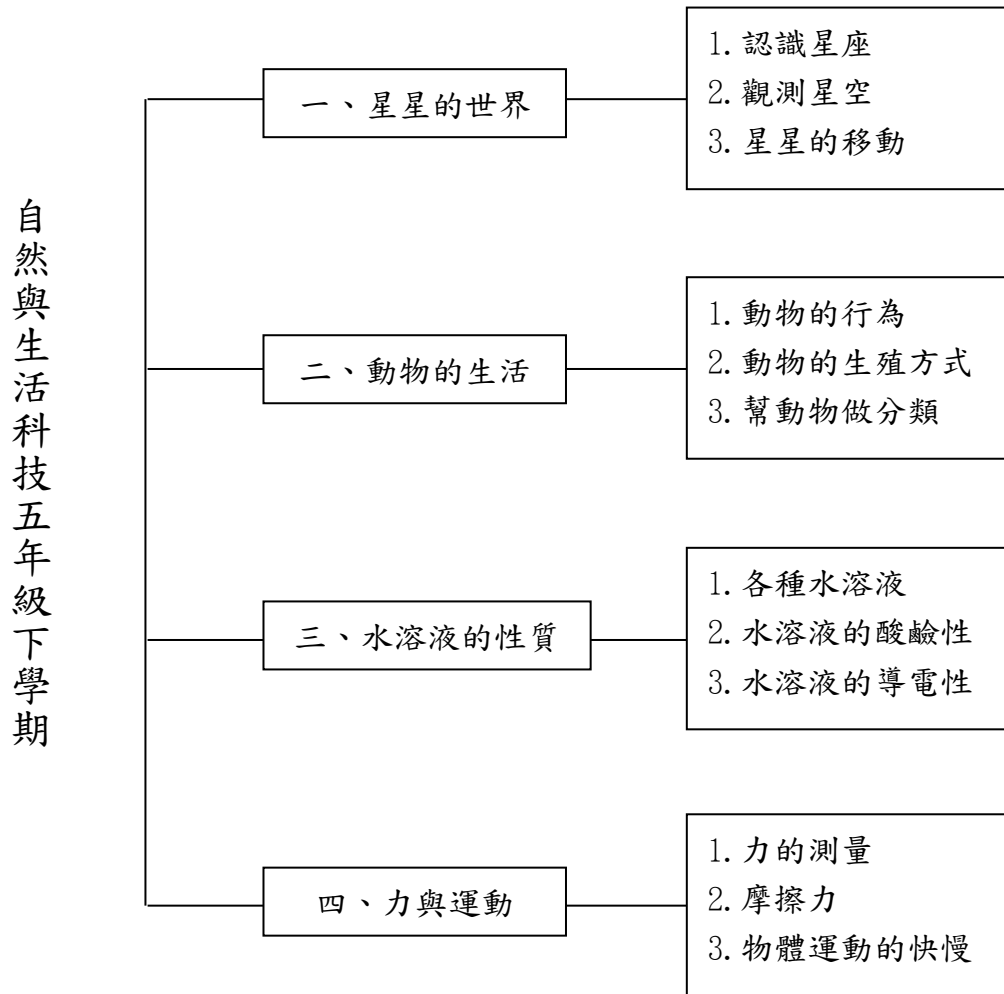 自然與生活科技五年級下學期
一、星星的世界
1.認識星座
2.觀測星空
3.星星的移動
二、動物的生活
1.動物的行為
2.動物的生殖方式
3.幫動物做分類
三、水溶液的性質
1.各種水溶液
2.水溶液的酸鹼性
3.水溶液的導電性
四、力與運動
1.力的測量
2.摩擦力
3.物體運動的快慢